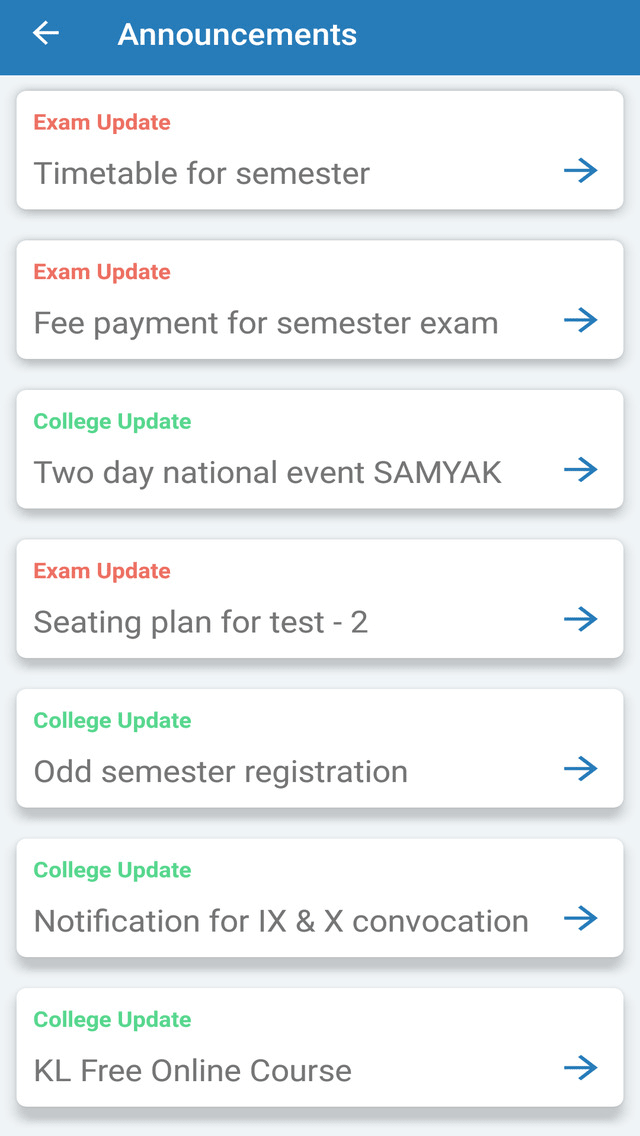 Announcements
Exam Update
Timetable for semester
Exam Update
Fee payment for semester exam
College Update
Two day national event SAMYAK
Exam Update
Seating plan for test - 2
College Update
Odd semester registration
College Update
Notification for IX & X convocation
College Update
KL Free Online Course